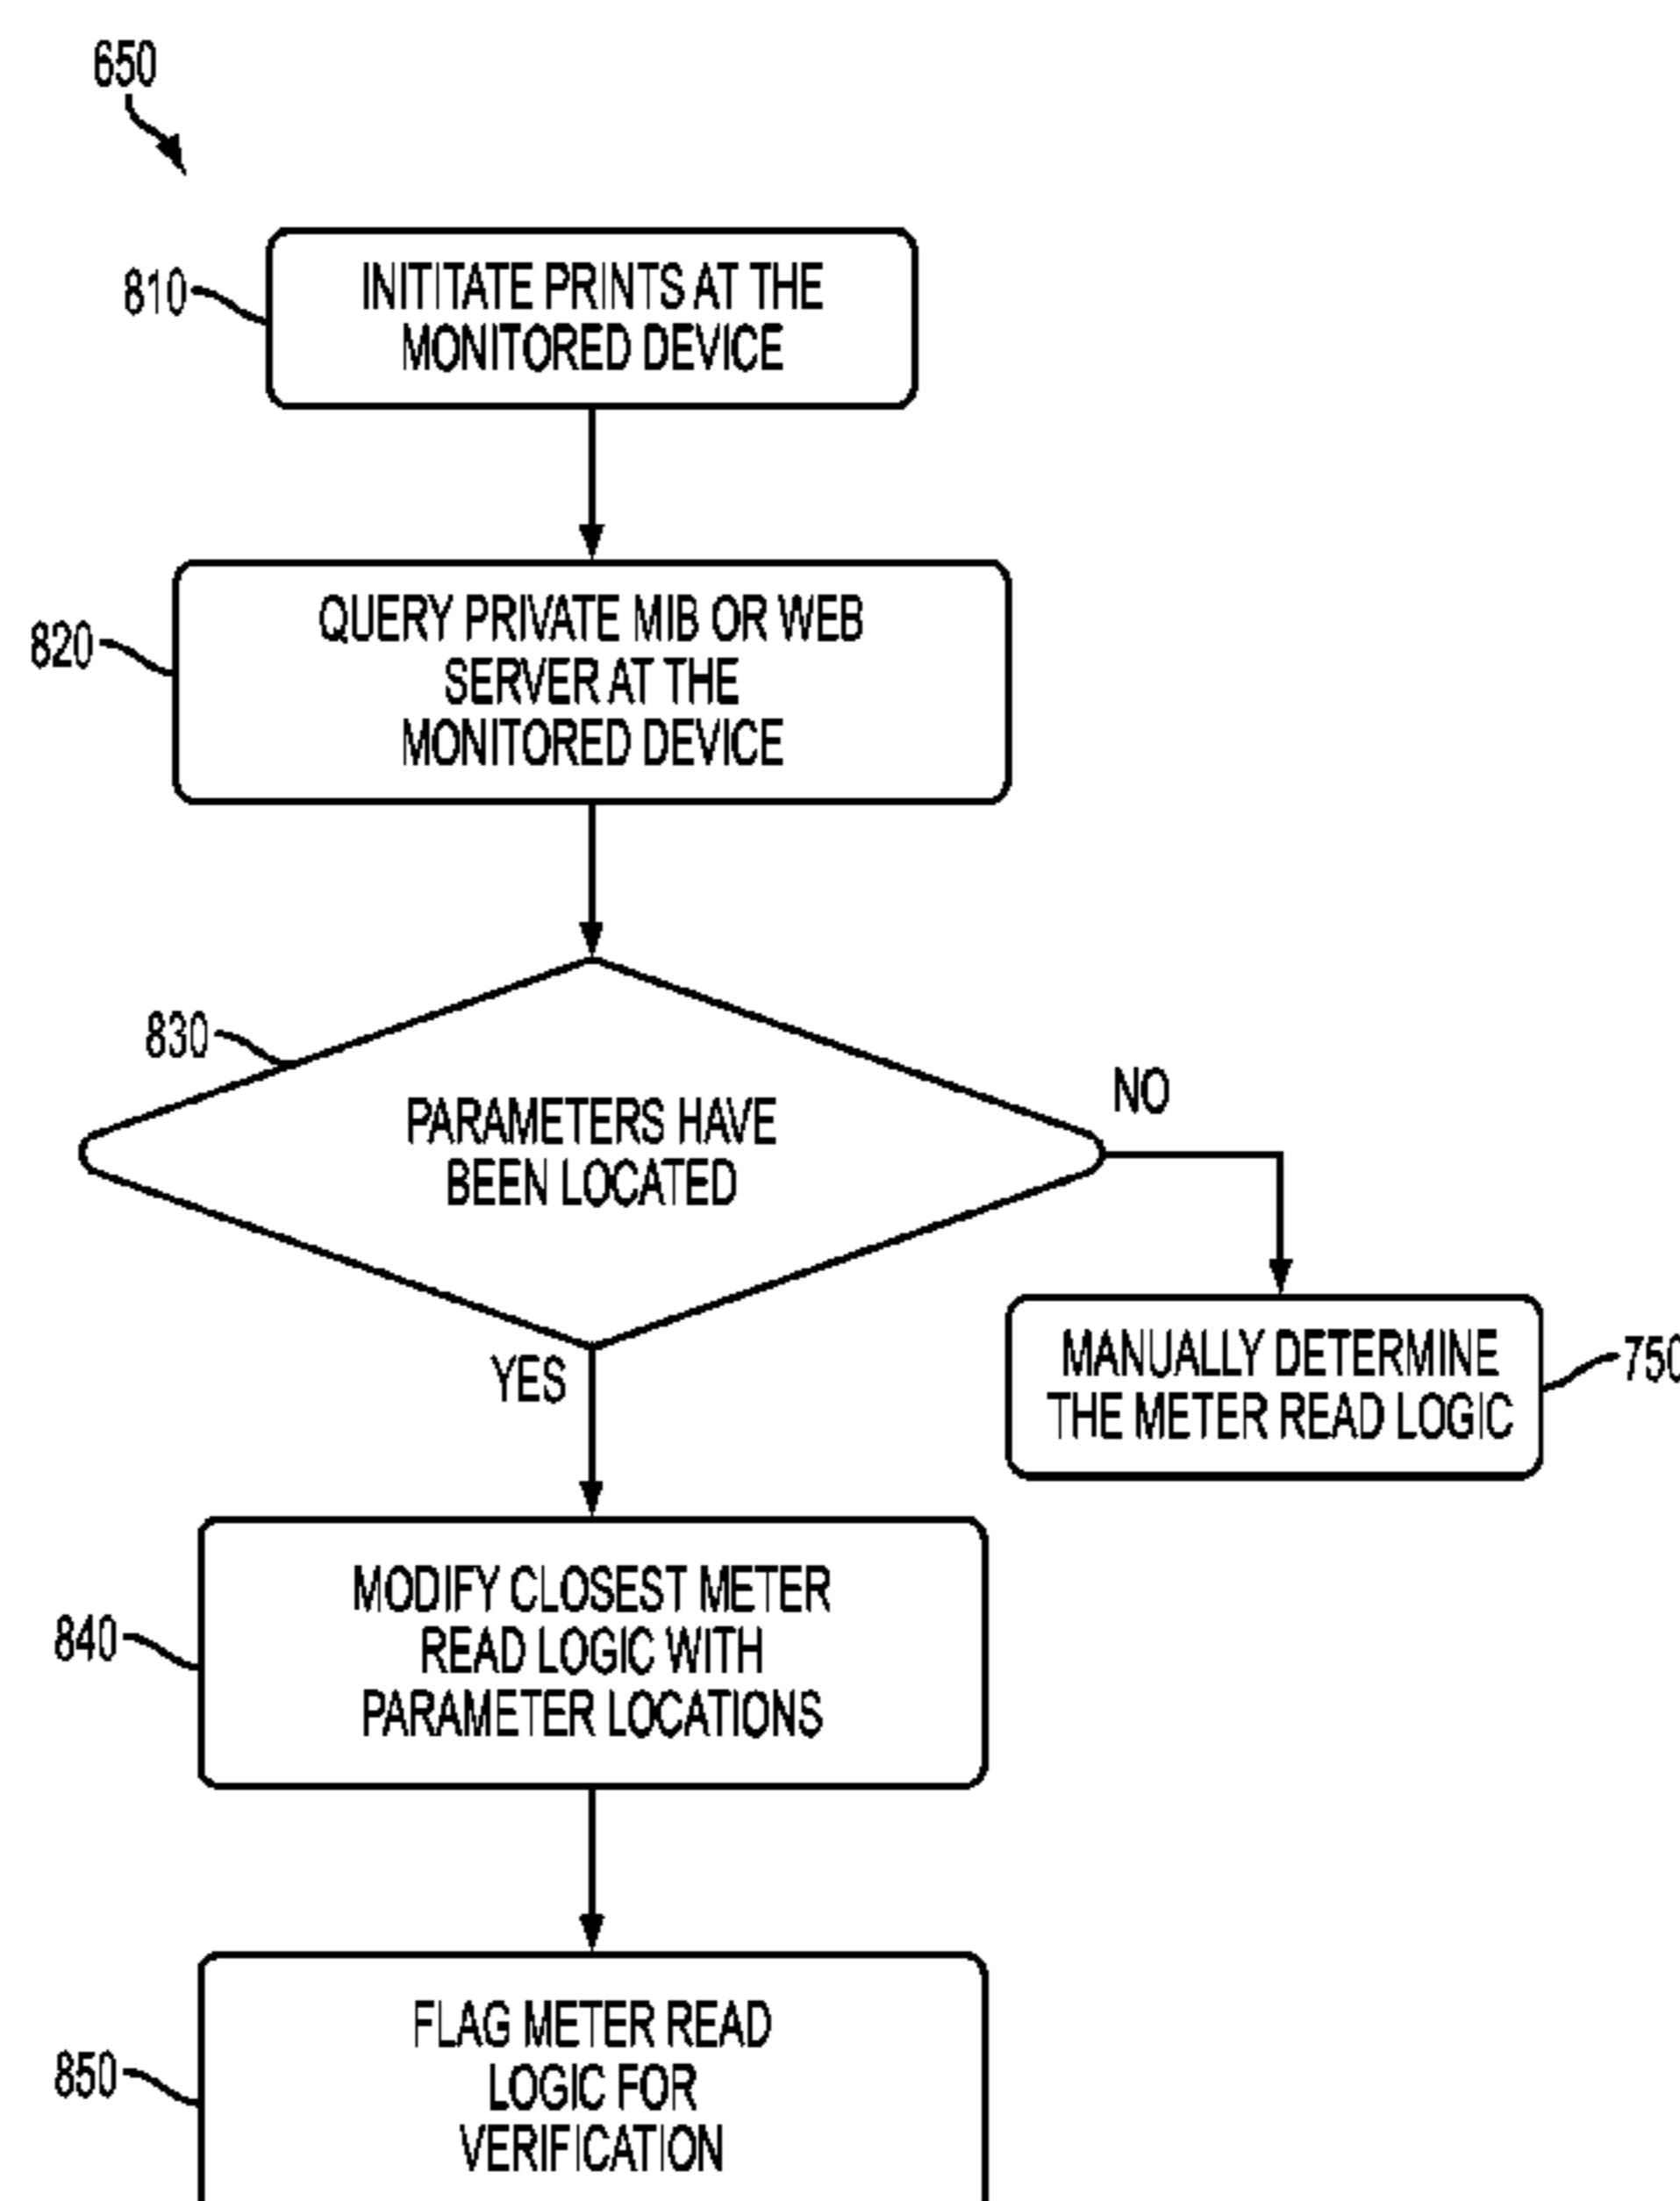 650
810
INITITATE PRINTS AT THE
MONITORED DEVICE
820
QUERY PRIVATE MIB OR WEB
SERVER AT THE
MONITORED DEVICE
830
PARAMETERS HAVE
BEEN LOCATED
NO
YES
MANUALLY DETERMINE
THE METER READ LOGIC
750
840
MODIFY CLOSEST METER
READ LOGIC WITH
PARAMETER LOCATIONS
850
FLAG METER READ
LOGIC FOR
VERIFICATION